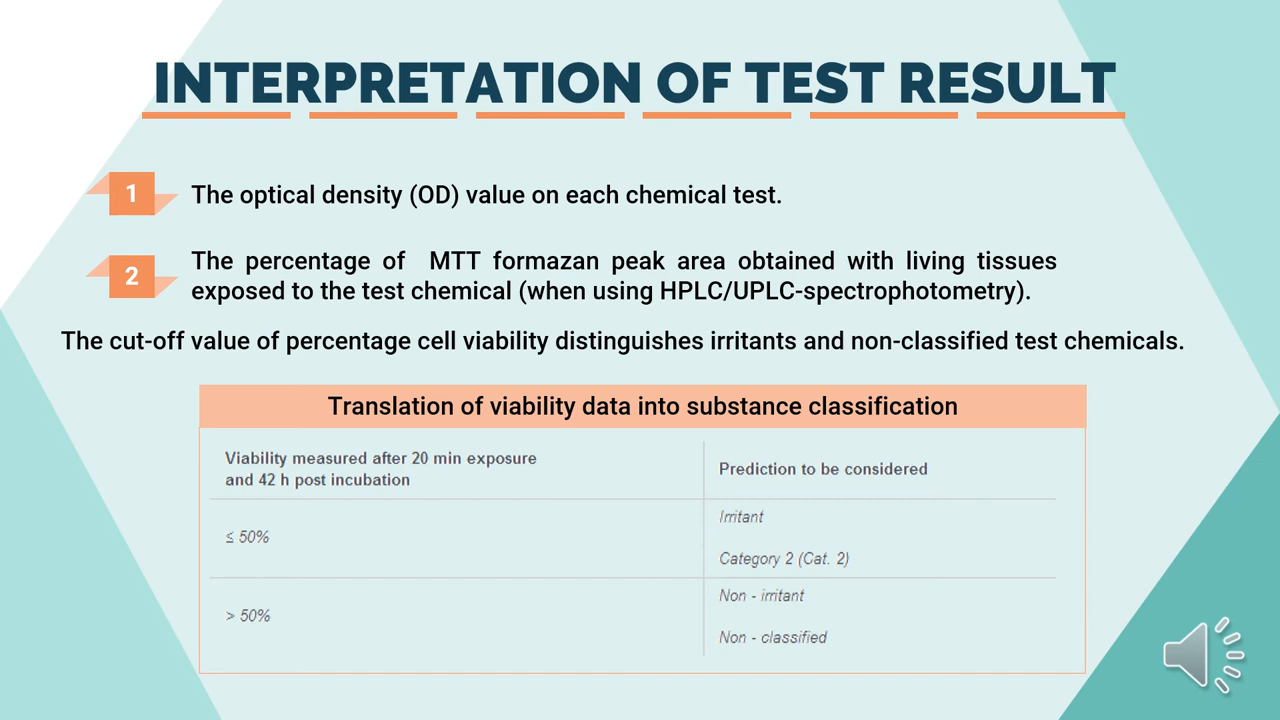 INTERPRETATION OF TEST RESULT
1
The optical density (OD) value on each chemical test.
2
The percentage of MTT formazan peak area obtained with living tissues
exposed to the test chemical (when using HPLC/UPLC-spectrophotometry).
The cut-off value of percentage cell viability distinguishes irritants and non-classified test chemicals.
Translation of viability data into substance classification
Viability measured after 20 min exposure
and 42 h post incubation
Prediction to be considered
≤ 50%
Irritant
Category 2 (Cat. 2)
> 50%
Non - irritant
Non - classified